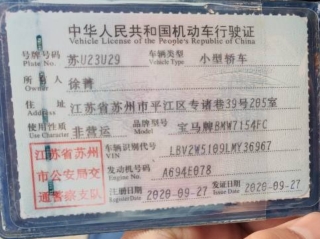 中华人民共和国机动车行驶证
Vehicle License of the People's Republic of China
号牌号码 苏U23U29 车辆类型 小型轿车
Plate No. Vehicle Type
所有人 徐菁
Owner
住址 江苏省苏州市平江区专诸巷39号205室
Address
使用性质 非营运 品牌型号 宝马牌BMW7154FC
Use Character Model
江苏省苏州市公安局交通警察支队
车辆识别代号 LBV2W5109LMY36967
VIN
发动机号码 A694E078
Engine No.
注册日期 2020-09-27 发证日期 2020-09-27
Register Date Issue Date